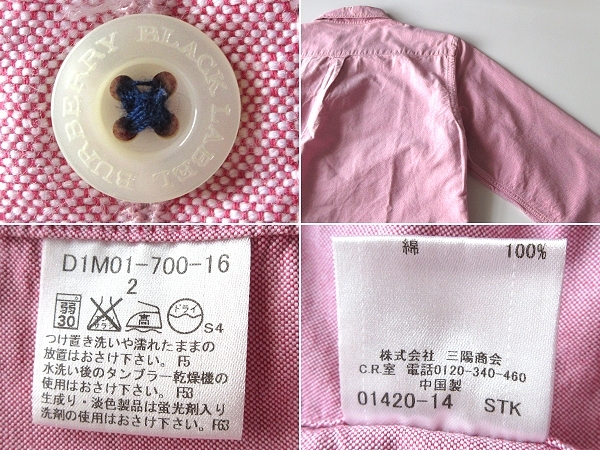 BURBERRY BLACK LABEL
D1M01-700-16
2
弱
30
高
ドライ
S4
つけ置き洗いや濡れたままの
放置はおさけ下さい。F5
水洗い後のタンブラー乾燥機の
使用はおさけ下さい。F53
生成り・淡色製品は蛍光剤入り
洗剤の使用はおさけ下さい。F63
綿 100%
株式会社 三陽商会
C.R.室 電話0120-340-460
中国製
01420-14 STK